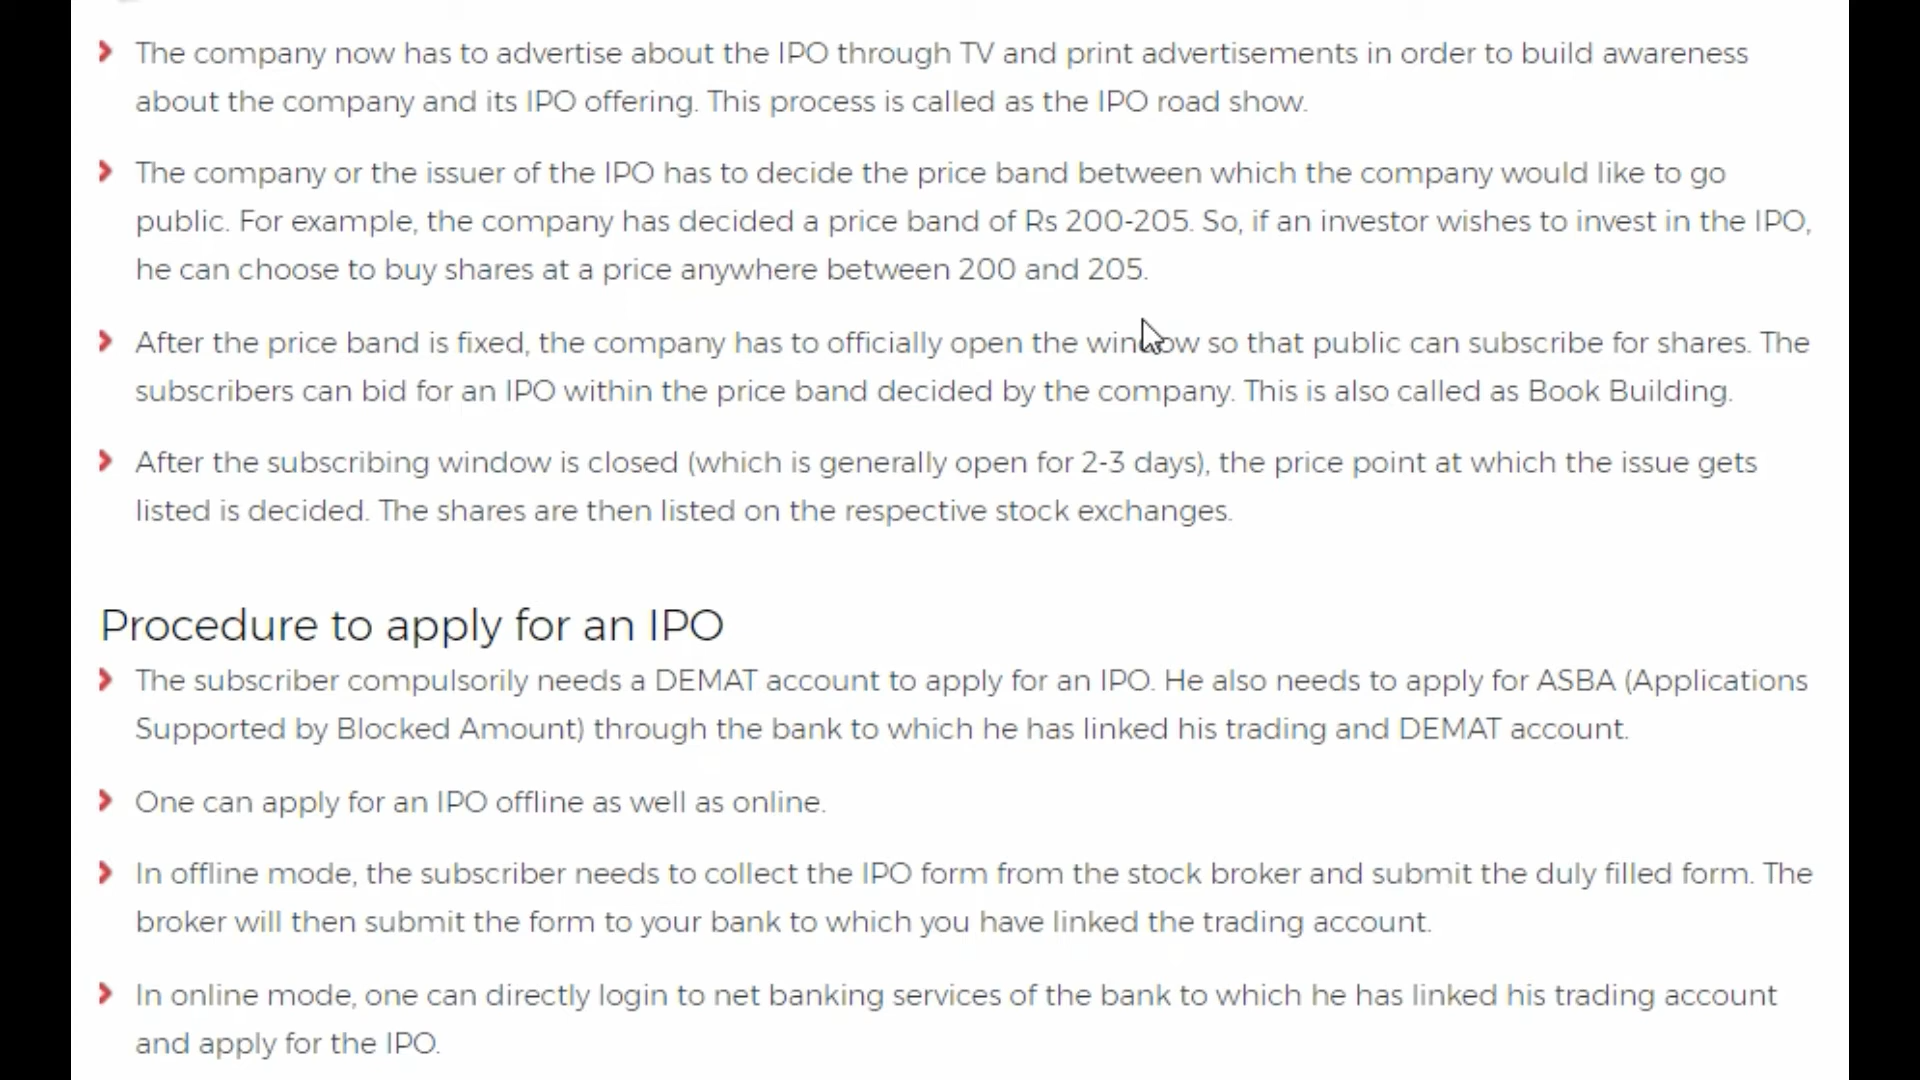 The company now has to advertise about the IPO through TV and print advertisements in order to build awareness
about the company and its IPO offering. This process is called as the IPO road show.
The company or the issuer of the IPO has to decide the price band between which the company would like to go
public. For example, the company has decided a price band of Rs 200-205. So, if an investor wishes to invest in the IPO,
he can choose to buy shares at a price anywhere between 200 and 205.
After the price band is fixed, the company has to officially open the window so that public can subscribe for shares. The
subscribers can bid for an IPO within the price band decided by the company. This is also called as Book Building.
After the subscribing window is closed (which is generally open for 2-3 days), the price point at which the issue gets
listed is decided. The shares are then listed on the respective stock exchanges.
Procedure to apply for an IPO
The subscriber compulsorily needs a DEMAT account to apply for an IPO. He also needs to apply for ASBA (Applications
Supported by Blocked Amount) through the bank to which he has linked his trading and DEMAT account.
One can apply for an IPO offline as well as online.
In offline mode, the subscriber needs to collect the IPO form from the stock broker and submit the duly filled form. The
broker will then submit the form to your bank to which you have linked the trading account.
In online mode, one can directly login to net banking services of the bank to which he has linked his trading account
and apply for the IPO.